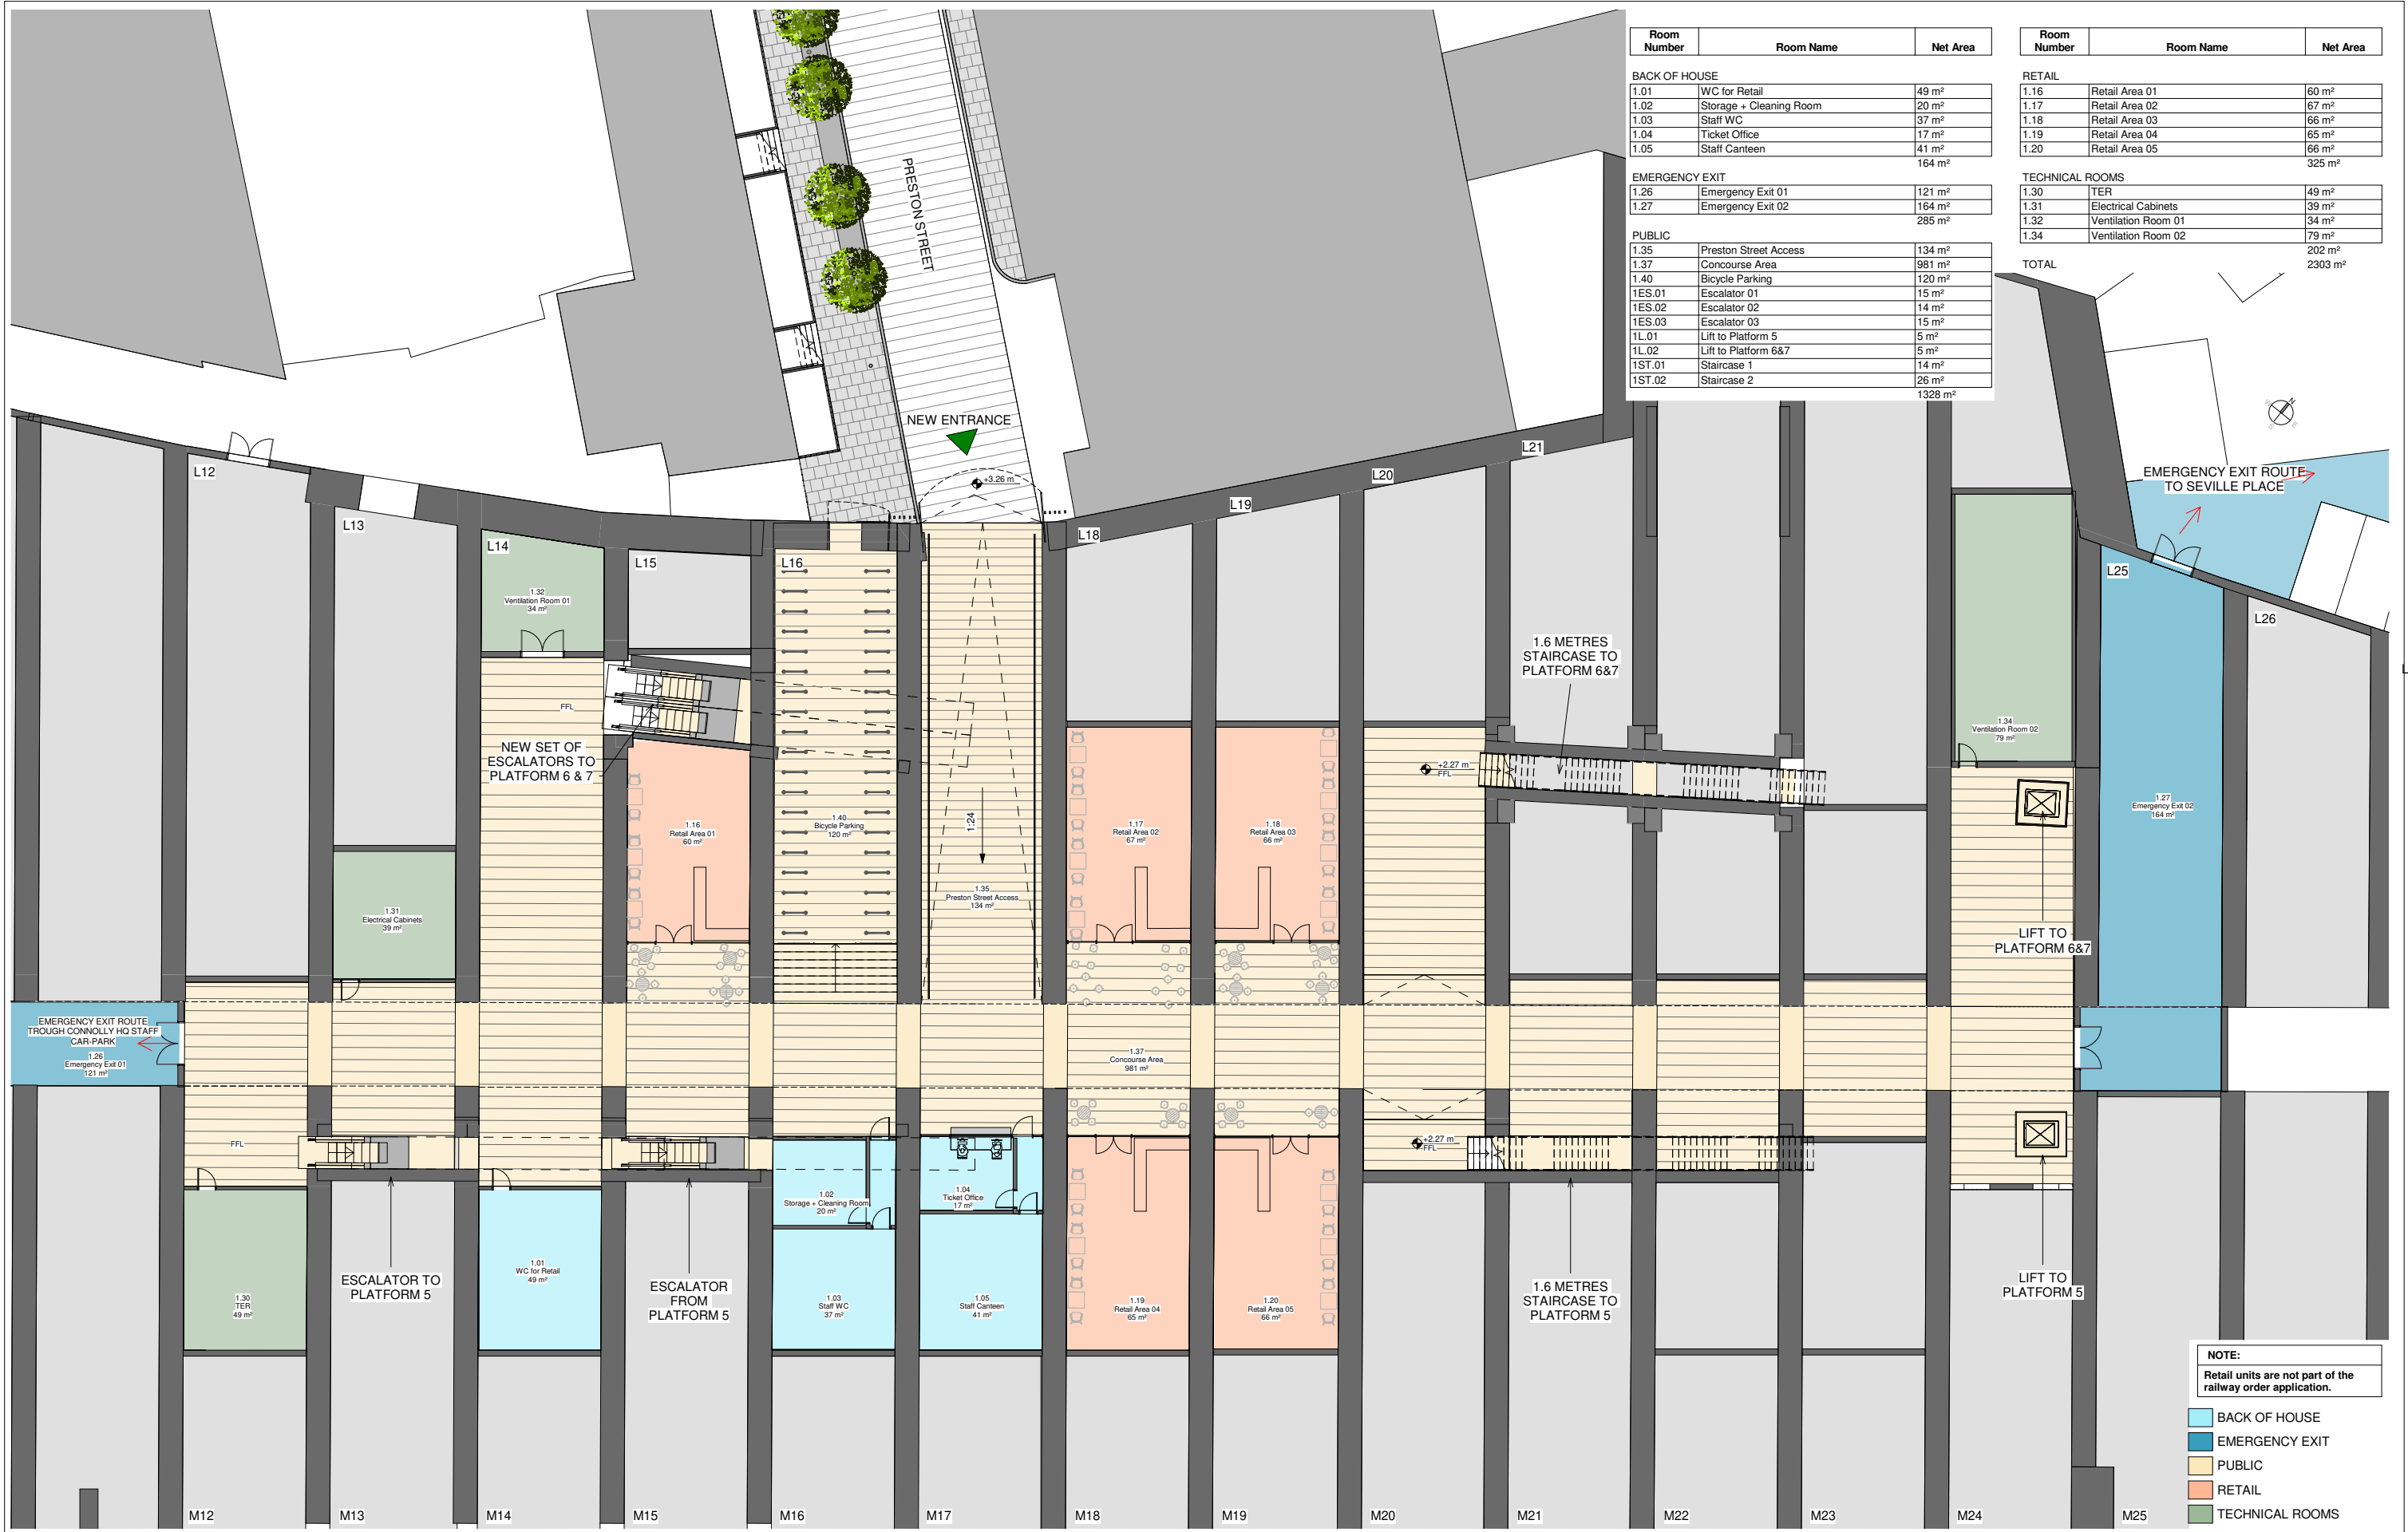 Room Number Room Name Net Area
BACK OF HOUSE
1.01 WC for Retail 49 m²
1.02 Storage + Cleaning Room 20 m²
1.03 Staff WC 37 m²
1.04 Ticket Office 17 m²
1.05 Staff Canteen 41 m²
164 m²
EMERGENCY EXIT
1.26 Emergency Exit 01 121 m²
1.27 Emergency Exit 02 164 m²
285 m²
PUBLIC
1.35 Preston Street Access 134 m²
1.37 Concourse Area 981 m²
1.40 Bicycle Parking 120 m²
1ES.01 Escalator 01 15 m²
1ES.02 Escalator 02 14 m²
1ES.03 Escalator 03 15 m²
1L.01 Lift to Platform 5 5 m²
1L.02 Lift to Platform 6&7 5 m²
1ST.01 Staircase 1 14 m²
1ST.02 Staircase 2 26 m²
1328 m²
Room Number Room Name Net Area
RETAIL
1.16 Retail Area 01 60 m²
1.17 Retail Area 02 67 m²
1.18 Retail Area 03 66 m²
1.19 Retail Area 04 65 m²
1.20 Retail Area 05 66 m²
325 m²
TECHNICAL ROOMS
1.30 TER 49 m²
1.31 Electrical Cabinets 39 m²
1.32 Ventilation Room 01 34 m²
1.34 Ventilation Room 02 79 m²
202 m²
TOTAL 2303 m²
PRESTON STREET
NEW ENTRANCE
+3.26 m
N
EMERGENCY EXIT ROUTE
TO SEVILLE PLACE
L12
L13
L14
L15
L16
L18
L19
L20
L21
L25
L26
L
1.32
Ventilation Room 01
34 m²
FFL
NEW SET OF
ESCALATORS TO
PLATFORM 6 & 7
1.16
Retail Area 01
60 m²
1.40
Bicycle Parking
120 m²
1:24
1.35
Preston Street Access
134 m²
1.17
Retail Area 02
67 m²
1.18
Retail Area 03
66 m²
+2.27 m
FFL
1.6 METRES
STAIRCASE TO
PLATFORM 6&7
1.34
Ventilation Room 02
79 m²
1.27
Emergency Exit 02
164 m²
LIFT TO
PLATFORM 6&7
1.31
Electrical Cabinets
39 m²
EMERGENCY EXIT ROUTE
TROUGH CONNOLLY HQ STAFF
CAR-PARK
1.26
Emergency Exit 01
121 m²
1.37
Concourse Area
981 m²
FFL
+2.27 m
FFL
1.30
TER
49 m²
ESCALATOR TO
PLATFORM 5
1.01
WC for Retail
49 m²
ESCALATOR
FROM
PLATFORM 5
1.02
Storage + Cleaning Room
20 m²
1.03
Staff WC
37 m²
1.04
Ticket Office
17 m²
1.05
Staff Canteen
41 m²
1.19
Retail Area 04
65 m²
1.20
Retail Area 05
66 m²
1.6 METRES
STAIRCASE TO
PLATFORM 5
LIFT TO
PLATFORM 5
M12
M13
M14
M15
M16
M17
M18
M19
M20
M21
M22
M23
M24
M25
NOTE:
Retail units are not part of the
railway order application.
BACK OF HOUSE
EMERGENCY EXIT
PUBLIC
RETAIL
TECHNICAL ROOMS